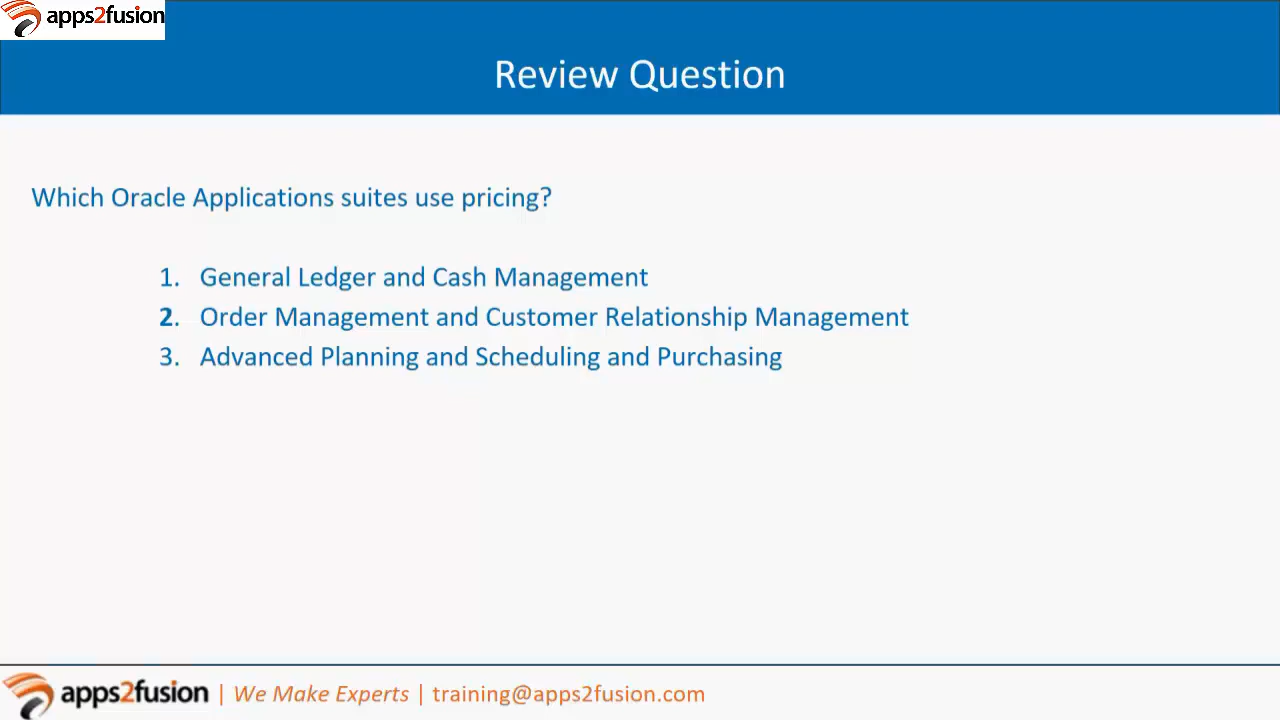 apps2fusion
Review Question
Which Oracle Applications suites use pricing?
1. General Ledger and Cash Management
2. Order Management and Customer Relationship Management
3. Advanced Planning and Scheduling and Purchasing
apps2fusion | We Make Experts | training@apps2fusion.com